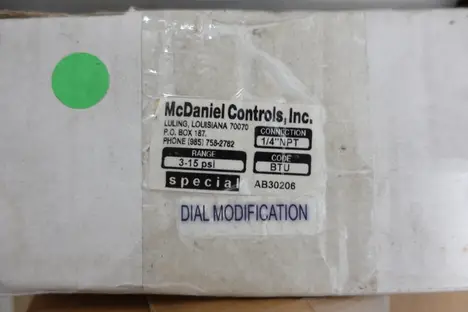 McDaniel Controls, Inc.
LULING, LOUISIANA 70070
P.O. BOX 187,
PHONE (985) 758-2782
CONNECTION
1/4"NPT
RANGE
3-15 psi
CODE
BTU
special
AB30206
DIAL MODIFICATION